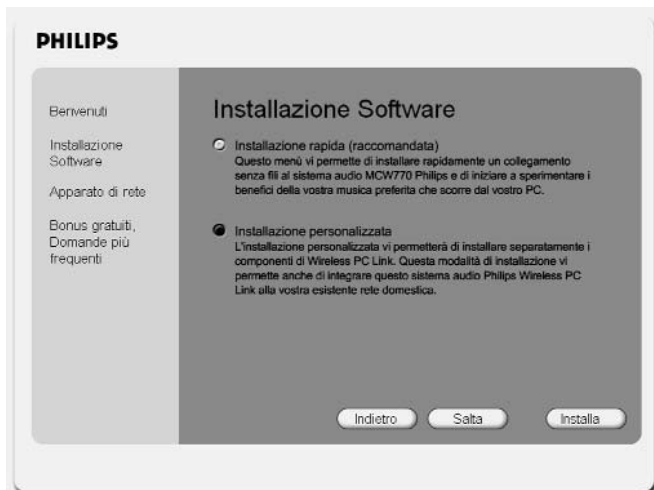 PHILIPS
Benvenuti
Installazione
Software
Apparato di rete
Bonus gratuiti,
Domande più
frequenti
Installazione Software
Installazione rapida (raccomandata)
Questo menù vi permette di installare rapidamente un collegamento
senza fili al sistema audio MCW770 Philips e di iniziare a sperimentare i
benefici della vostra musica preferita che scorre dal vostro PC.
Installazione personalizzata
L'installazione personalizzata vi permetterà di installare separatamente i
componenti di Wireless PC Link. Questa modalità di installazione vi
permette anche di integrare questo sistema audio Philips Wireless PC
Link alla vostra esistente rete domestica.
Indietro
Salta
Installa